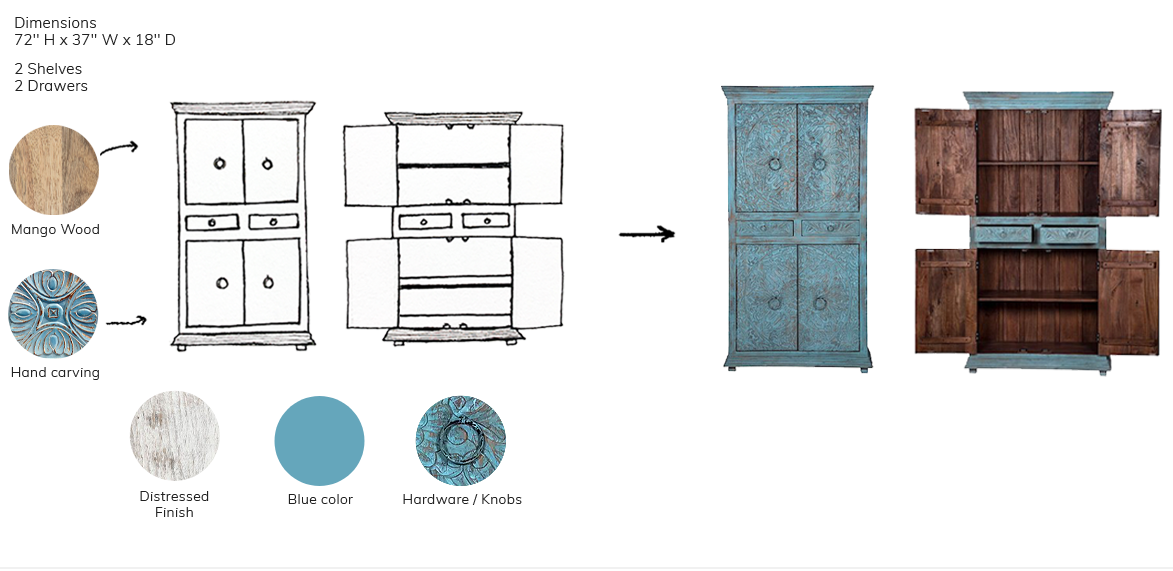 Dimensions
72'' H x 37'' W x 18'' D
2 Shelves
2 Drawers
Mango Wood
Hand carving
Distressed
Finish
Blue color
Hardware / Knobs